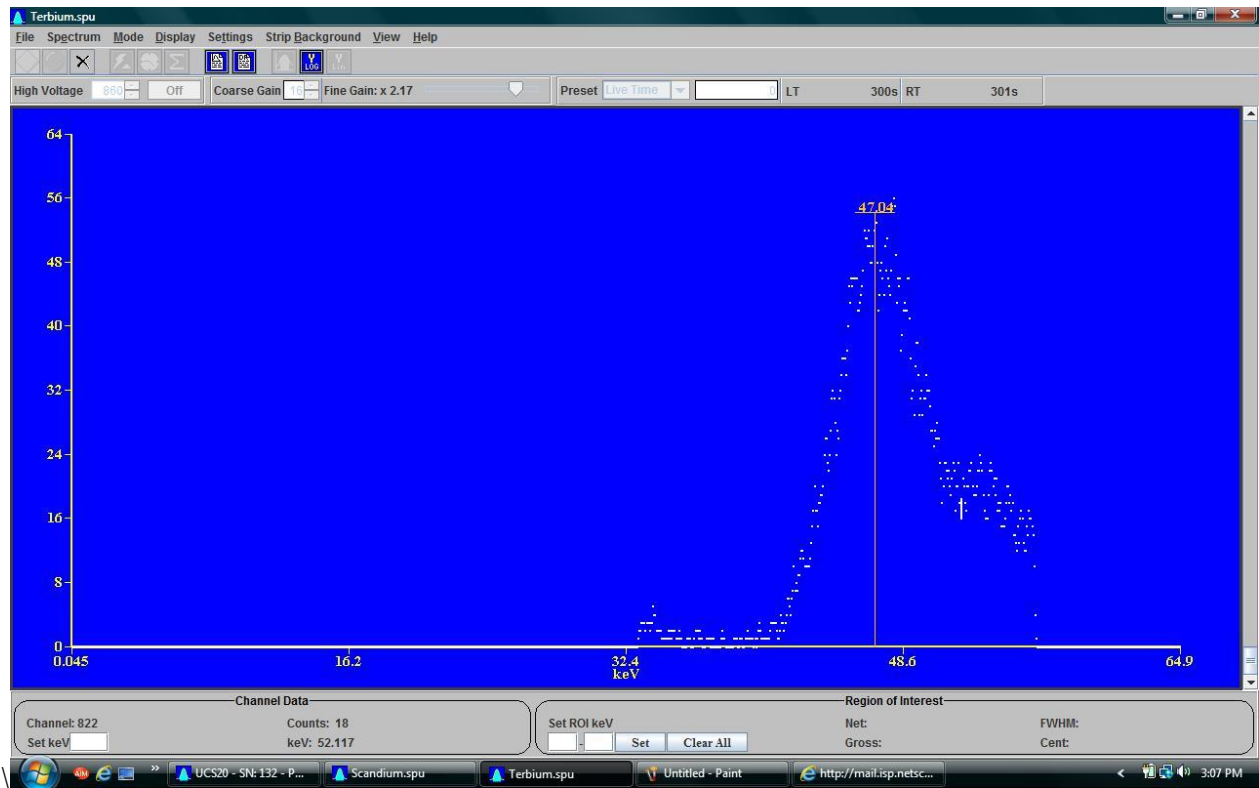 Terbium.spu
File Spectrum Mode Display Settings Strip Background View Help
Y LOG Y Lin
High Voltage 860 Off Coarse Gain 16 Fine Gain: x 2.17 Preset Live Time 0 LT 300s RT 301s
64
56
47.04
48
40
32
24
16
8
0
0.045 16.2 32.4 48.6 64.9
keV
Channel Data Region of Interest
Channel: 822 Counts: 18 Set ROI keV Net: FWHM:
Set keV keV: 52.117 - Set Clear All Gross: Cent:
\ AIM » UCS20 - SN: 132 - P... Scandium.spu Terbium.spu Untitled - Paint http://mail.isp.netsc... < 3:07 PM